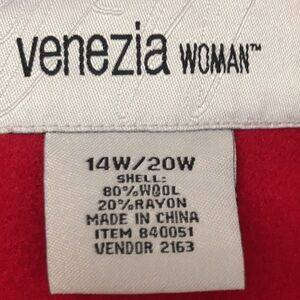 venezia WOMAN™
14W/20W
SHELL:
80%WOOL
20%RAYON
MADE IN CHINA
ITEM 840051
VENDOR 2163